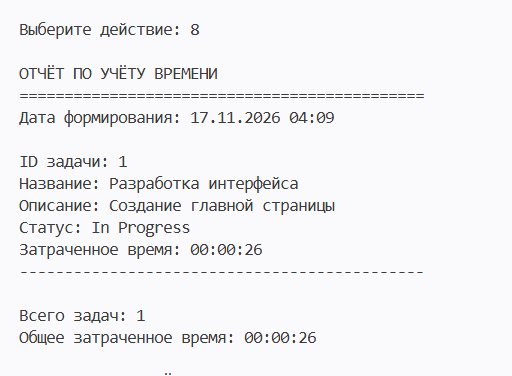 Выберите действие: 8
ОТЧЁТ ПО УЧЁТУ ВРЕМЕНИ
=============================================
Дата формирования: 17.11.2026 04:09
ID задачи: 1
Название: Разработка интерфейса
Описание: Создание главной страницы
Статус: In Progress
Затраченное время: 00:00:26
---------------------------------------------
Всего задач: 1
Общее затраченное время: 00:00:26